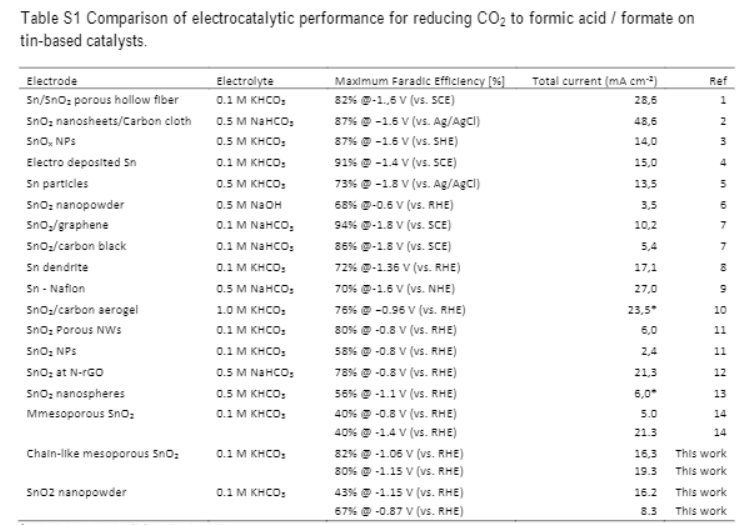 Table S1 Comparison of electrocatalytic performance for reducing CO₂ to formic acid / formate on
tin-based catalysts.
Electrode Electrolyte Maximum Faradic Efficiency [%] Total current (mA cm⁻²) Ref
Sn/SnO₂ porous hollow fiber 0.1 M KHCO₃ 82% @-1.,6 V (vs. SCE) 28,6 1
SnO₂ nanosheets/Carbon cloth 0.5 M NaHCO₃ 87% @ −1.6 V (vs. Ag/AgCl) 48,6 2
SnOₓ NPs 0.5 M KHCO₃ 87% @ −1.6 V (vs. SHE) 14,0 3
Electro deposited Sn 0.1 M KHCO₃ 91% @ −1.4 V (vs. SCE) 15,0 4
Sn particles 0.5 M KHCO₃ 73% @ −1.8 V (vs. Ag/AgCl) 13,5 5
SnO₂ nanopowder 0.5 M NaOH 68% @-0.6 V (vs. RHE) 3,5 6
SnO₂/graphene 0.1 M NaHCO₃ 94% @-1.8 V (vs. SCE) 10,2 7
SnO₂/carbon black 0.1 M NaHCO₃ 86% @-1.8 V (vs. SCE) 5,4 7
Sn dendrite 0.1 M KHCO₃ 72% @-1.36 V (vs. RHE) 17,1 8
Sn - Nafion 0.5 M NaHCO₃ 70% @-1.6 V (vs. NHE) 27,0 9
SnO₂/carbon aerogel 1.0 M KHCO₃ 76% @ −0.96 V (vs. RHE) 23,5* 10
SnO₂ Porous NWs 0.1 M KHCO₃ 80% @ -0.8 V (vs. RHE) 6,0 11
SnO₂ NPs 0.1 M KHCO₃ 58% @ -0.8 V (vs. RHE) 2,4 11
SnO₂ at N-rGO 0.5 M NaHCO₃ 78% @ -0.8 V (vs. RHE) 21,3 12
SnO₂ nanospheres 0.5 M KHCO₃ 56% @ -1.1 V (vs. RHE) 6,0* 13
Mmesoporous SnO₂ 0.1 M KHCO₃ 40% @ -0.8 V (vs. RHE) 5.0 14
40% @ -1.4 V (vs. RHE) 21.3 14
Chain-like mesoporous SnO₂ 0.1 M KHCO₃ 82% @ -1.06 V (vs. RHE) 16,3 This work
80% @ -1.15 V (vs. RHE) 19.3 This work
SnO2 nanopowder 0.1 M KHCO₃ 43% @ -1.15 V (vs. RHE) 16.2 This work
67% @ -0.87 V (vs. RHE) 8.3 This work